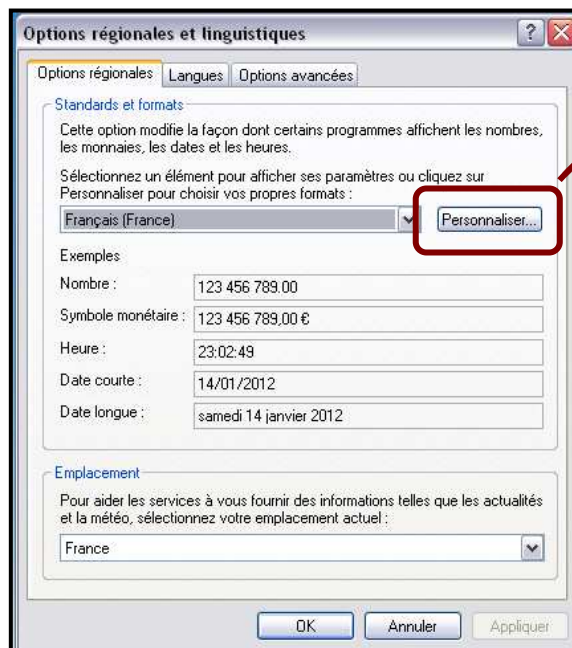 Options régionales et linguistiques
Options régionales Langues Options avancées
Standards et formats
Cette option modifie la façon dont certains programmes affichent les nombres,
les monnaies, les dates et les heures.
Sélectionnez un élément pour afficher ses paramètres ou cliquez sur
Personnaliser pour choisir vos propres formats :
Français (France) Personnaliser...
Exemples
Nombre : 123 456 789.00
Symbole monétaire : 123 456 789,00 €
Heure : 23:02:49
Date courte : 14/01/2012
Date longue : samedi 14 janvier 2012
Emplacement
Pour aider les services à vous fournir des informations telles que les actualités
et la météo, sélectionnez votre emplacement actuel :
France
OK Annuler Appliquer